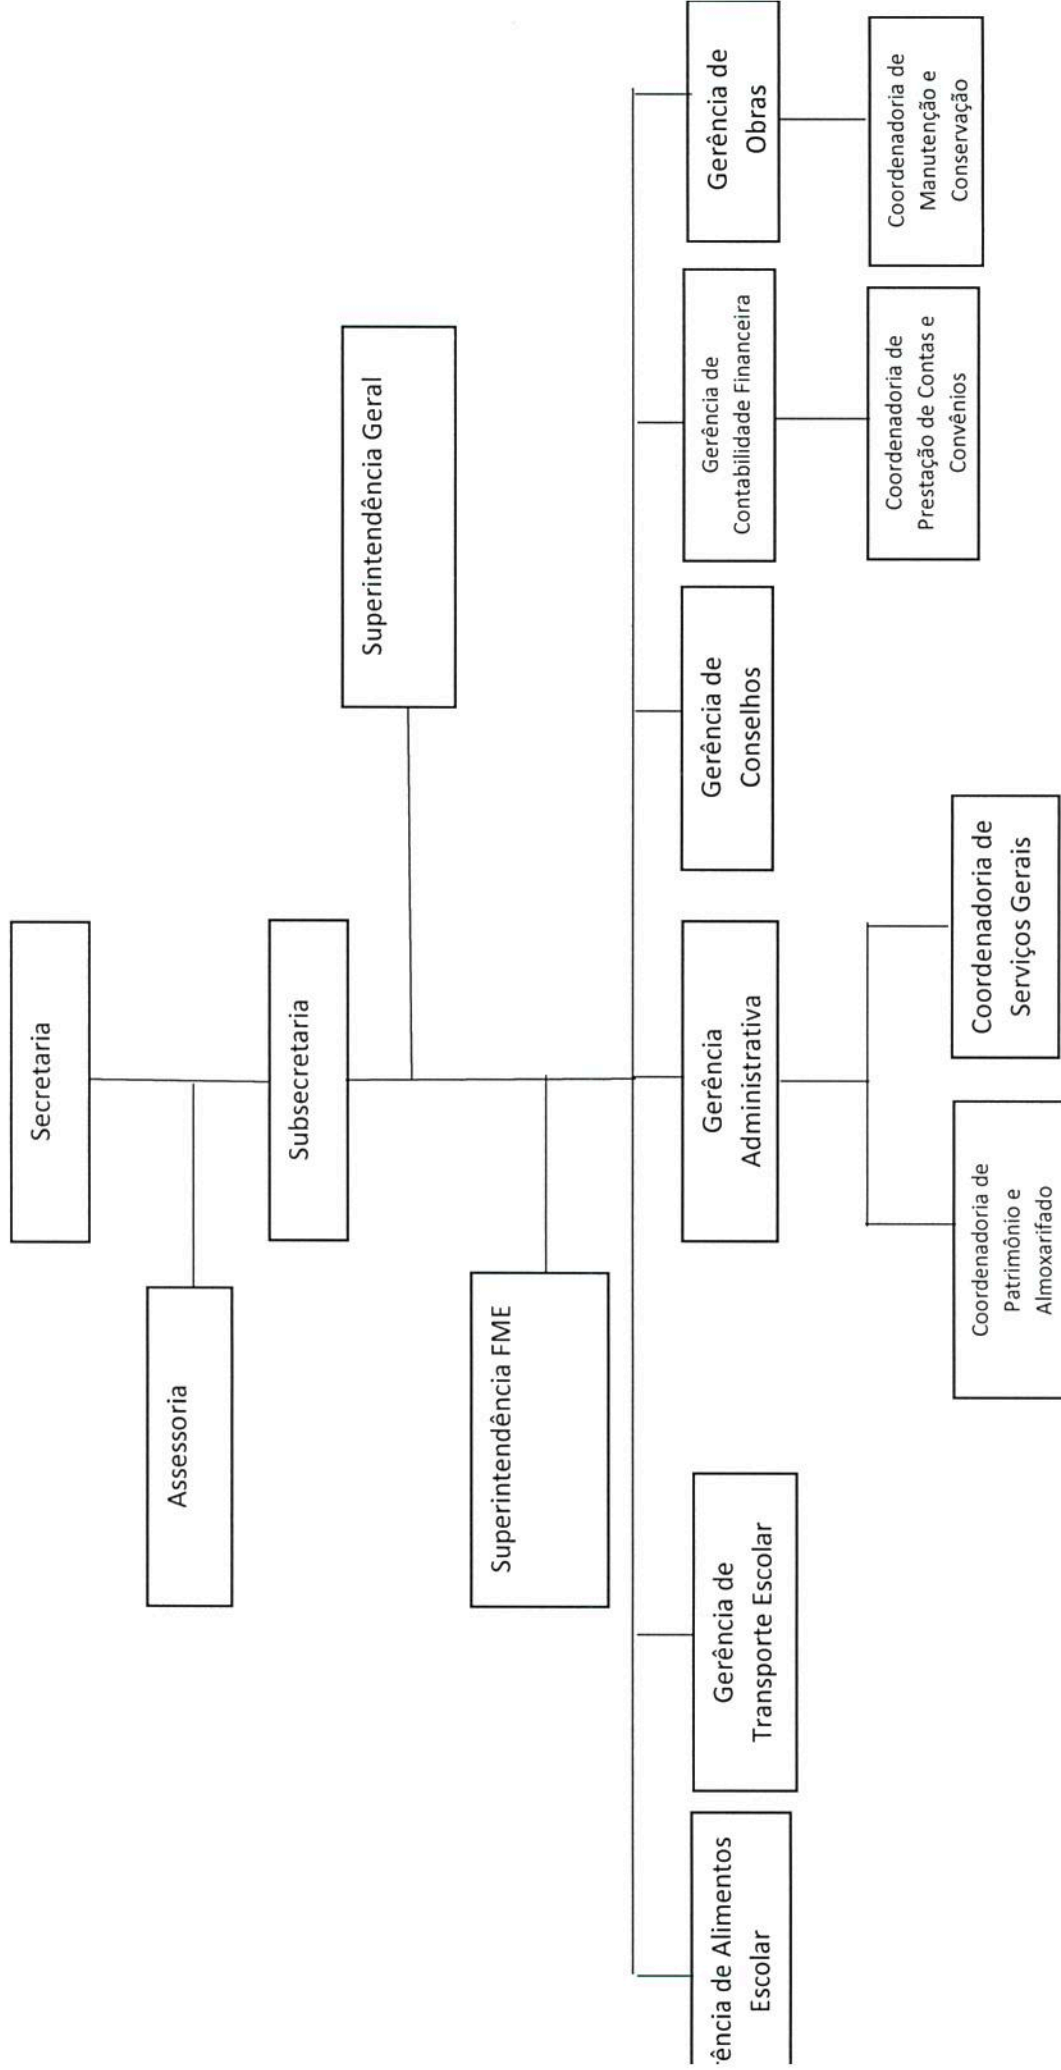 Secretaria
Assessoria
Subsecretaria
Superintendência Geral
Superintendência FME
ência de Alimentos
Escolar
Gerência de
Transporte Escolar
Gerência
Administrativa
Gerência de
Conselhos
Gerência de
Contabilidade Financeira
Gerência de
Obras
Coordenadoria de
Patrimônio e
Almoxarifado
Coordenadoria de
Serviços Gerais
Coordenadoria de
Prestação de Contas e
Convênios
Coordenadoria de
Manutenção e
Conservação